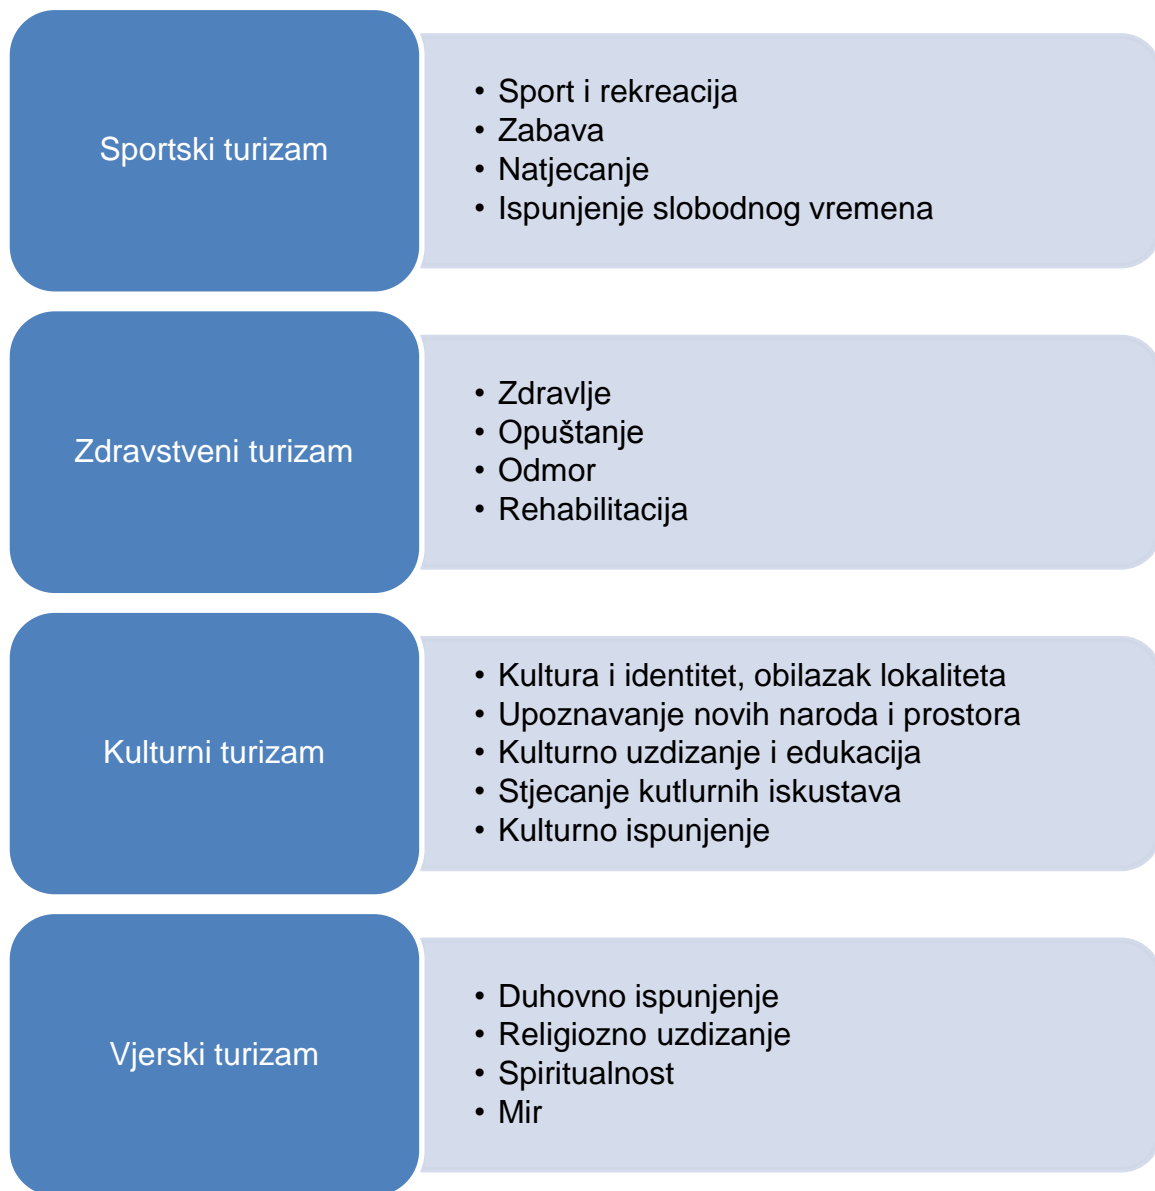 Sportski turizam
• Sport i rekreacija
• Zabava
• Natjecanje
• Ispunjenje slobodnog vremena
Zdravstveni turizam
• Zdravlje
• Opuštanje
• Odmor
• Rehabilitacija
Kulturni turizam
• Kultura i identitet, obilazak lokaliteta
• Upoznavanje novih naroda i prostora
• Kulturno uzdizanje i edukacija
• Stjecanje kutlurnih iskustava
• Kulturno ispunjenje
Vjerski turizam
• Duhovno ispunjenje
• Religiozno uzdizanje
• Spiritualnost
• Mir